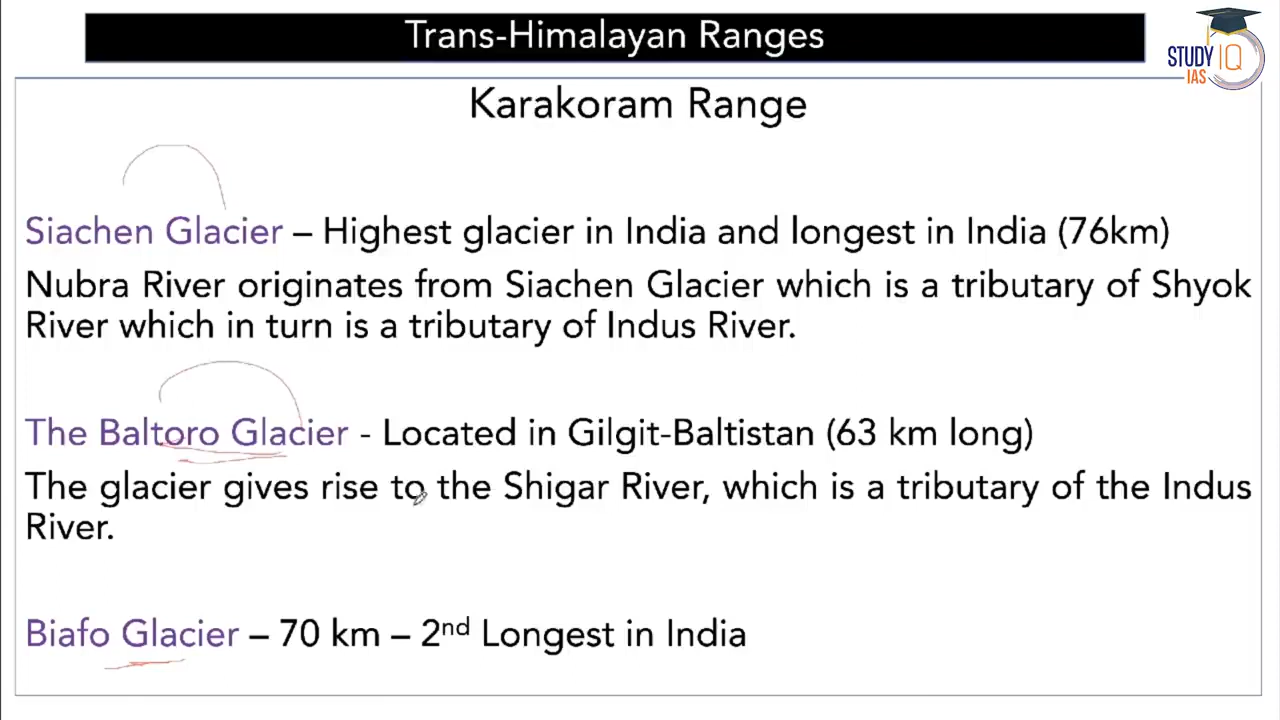 Trans-Himalayan Ranges
STUDY IQ
IAS
Karakoram Range
Siachen Glacier – Highest glacier in India and longest in India (76km)
Nubra River originates from Siachen Glacier which is a tributary of Shyok
River which in turn is a tributary of Indus River.
The Baltoro Glacier - Located in Gilgit-Baltistan (63 km long)
The glacier gives rise to the Shigar River, which is a tributary of the Indus
River.
Biafo Glacier – 70 km – 2nd Longest in India